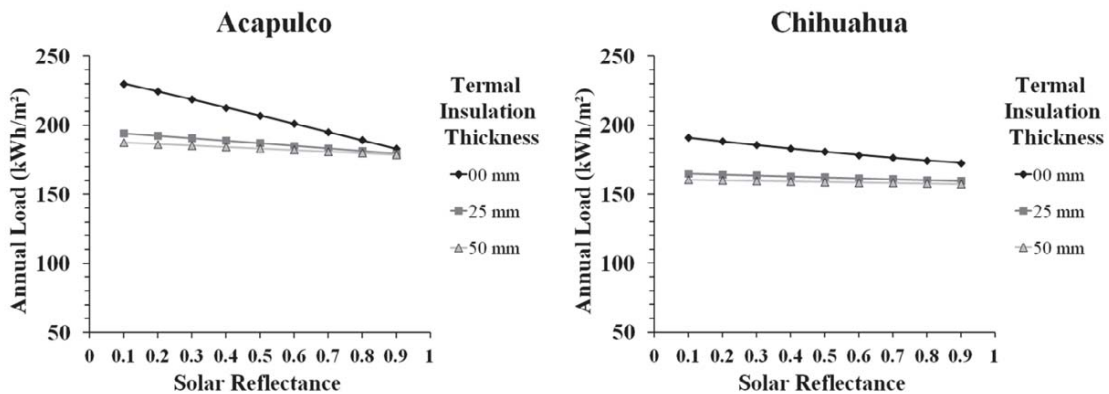 Acapulco
250
200
150
100
50
0 0.1 0.2 0.3 0.4 0.5 0.6 0.7 0.8 0.9 1
Solar Reflectance
Annual Load (kWh/m²)
Termal
Insulation
Thickness
00 mm
25 mm
50 mm
Chihuahua
250
200
150
100
50
0 0.1 0.2 0.3 0.4 0.5 0.6 0.7 0.8 0.9 1
Solar Reflectance
Annual Load (kWh/m²)
Termal
Insulation
Thickness
00 mm
25 mm
50 mm